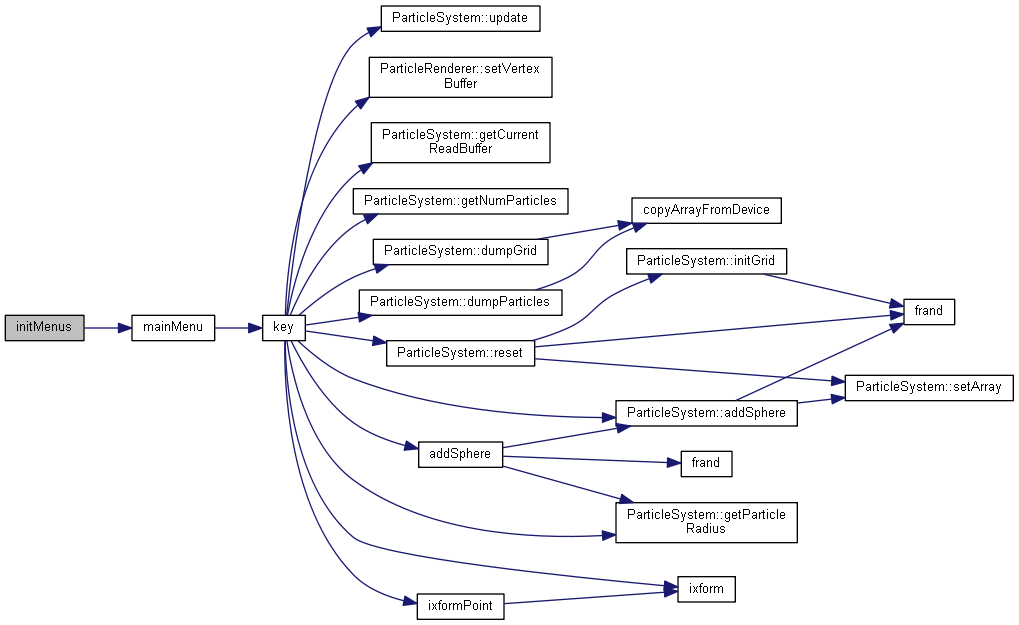 ParticleSystem::update
ParticleRenderer::setVertex
Buffer
ParticleSystem::getCurrent
ReadBuffer
ParticleSystem::getNumParticles
copyArrayFromDevice
ParticleSystem::dumpGrid
ParticleSystem::initGrid
ParticleSystem::dumpParticles
frand
initMenus
mainMenu
key
ParticleSystem::reset
ParticleSystem::setArray
ParticleSystem::addSphere
addSphere
frand
ParticleSystem::getParticle
Radius
ixform
ixformPoint